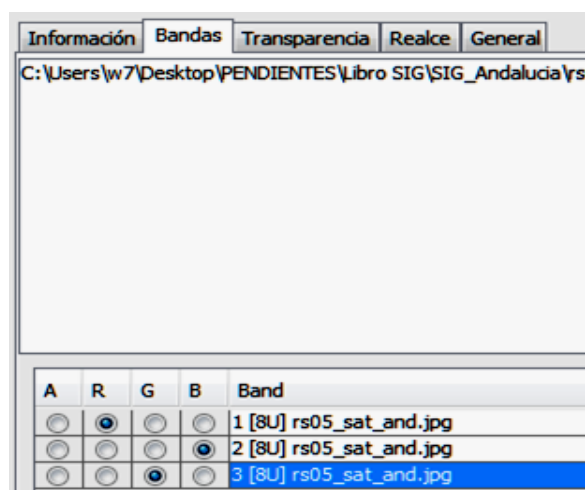 Información Bandas Transparencia Realce General
C:\Users\w7\Desktop\PENDIENTES\Libro SIG\SIG_Andalucia\rs
A R G B Band
1 [8U] rs05_sat_and.jpg
2 [8U] rs05_sat_and.jpg
3 [8U] rs05_sat_and.jpg